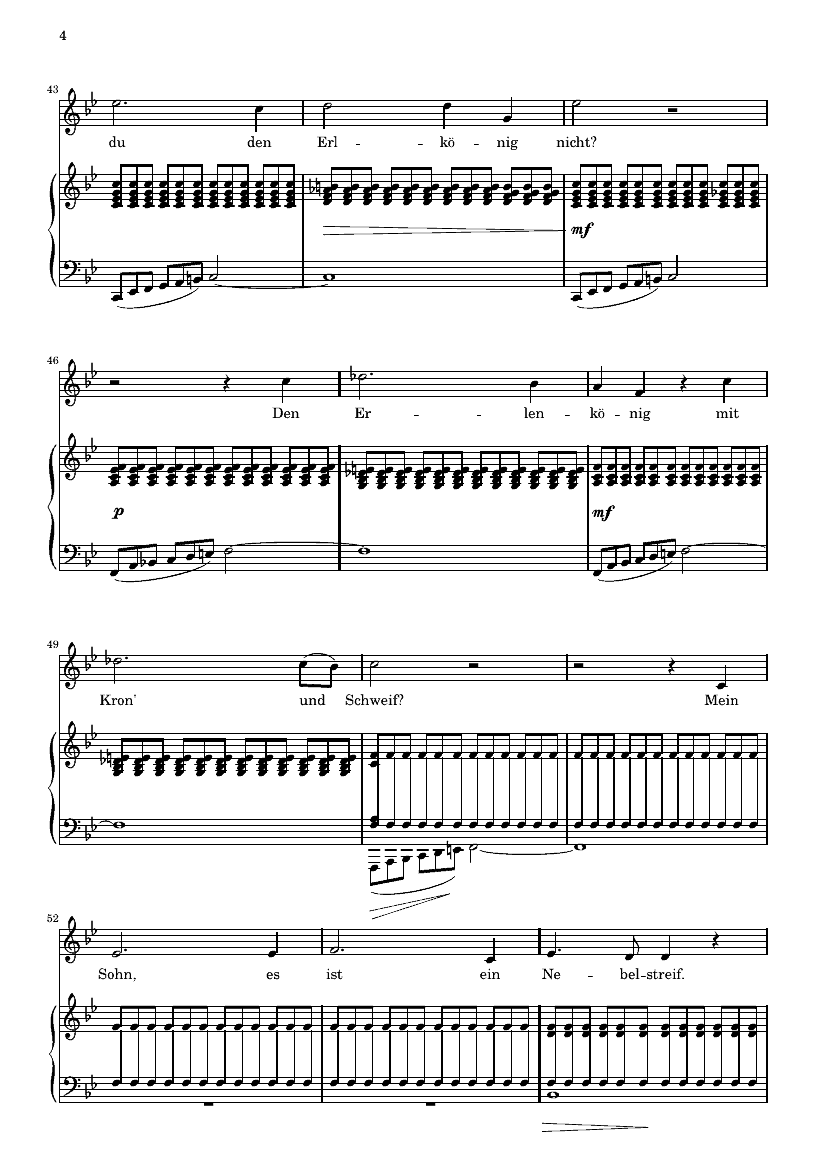 4
43
du den Erl -- kö - nig nicht?
mf
46
Den Er - - len - kö - nig mit
p mf
49
Kron' und Schweif? Mein
52
Sohn, es ist ein Ne - bel-streif.